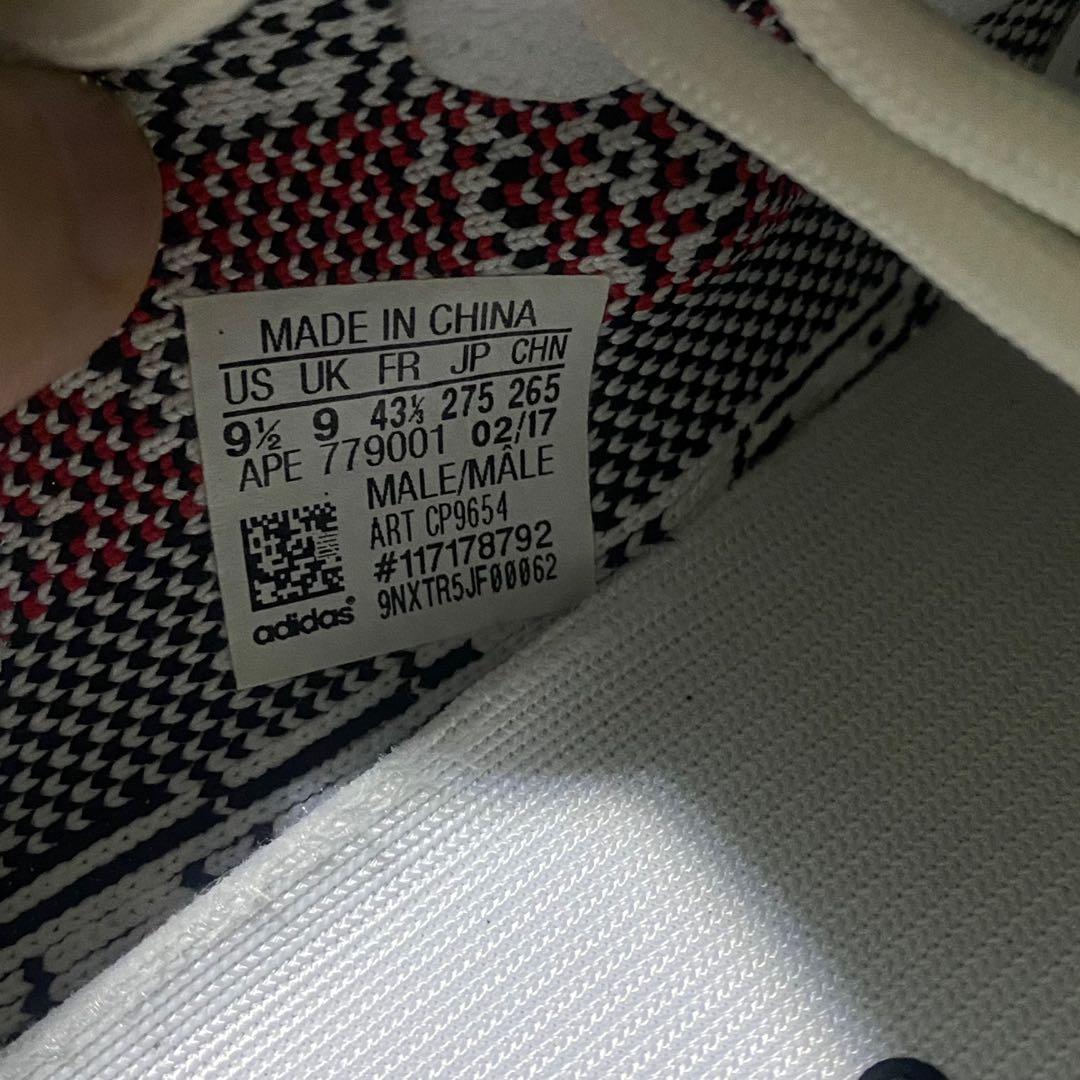 MADE IN CHINA
US UK FR JP CHN
9½ 9 43⅓ 275 265
APE 779001 02/17
MALE/MÂLE
ART CP9654
#117178792
9NXTR5JF00062
adidas®